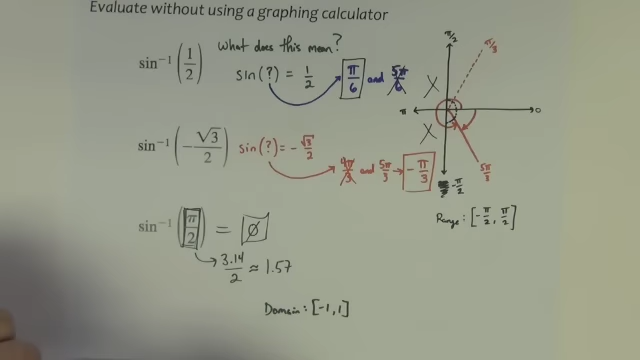 Evaluate without using a graphing calculator
sin⁻¹(1/2)
What does this mean?
sin(?) = 1/2
π/6 and 5π/6
sin⁻¹(-√3/2)
sin(?) = -√3/2
4π/3 and 5π/3 → -π/3
sin⁻¹(π/2) = ∅
3.14/2 ≈ 1.57
Domain: [-1, 1]
π/2
π/3
X
π
0
X
5π/3
-π/2
Range: [-π/2, π/2]